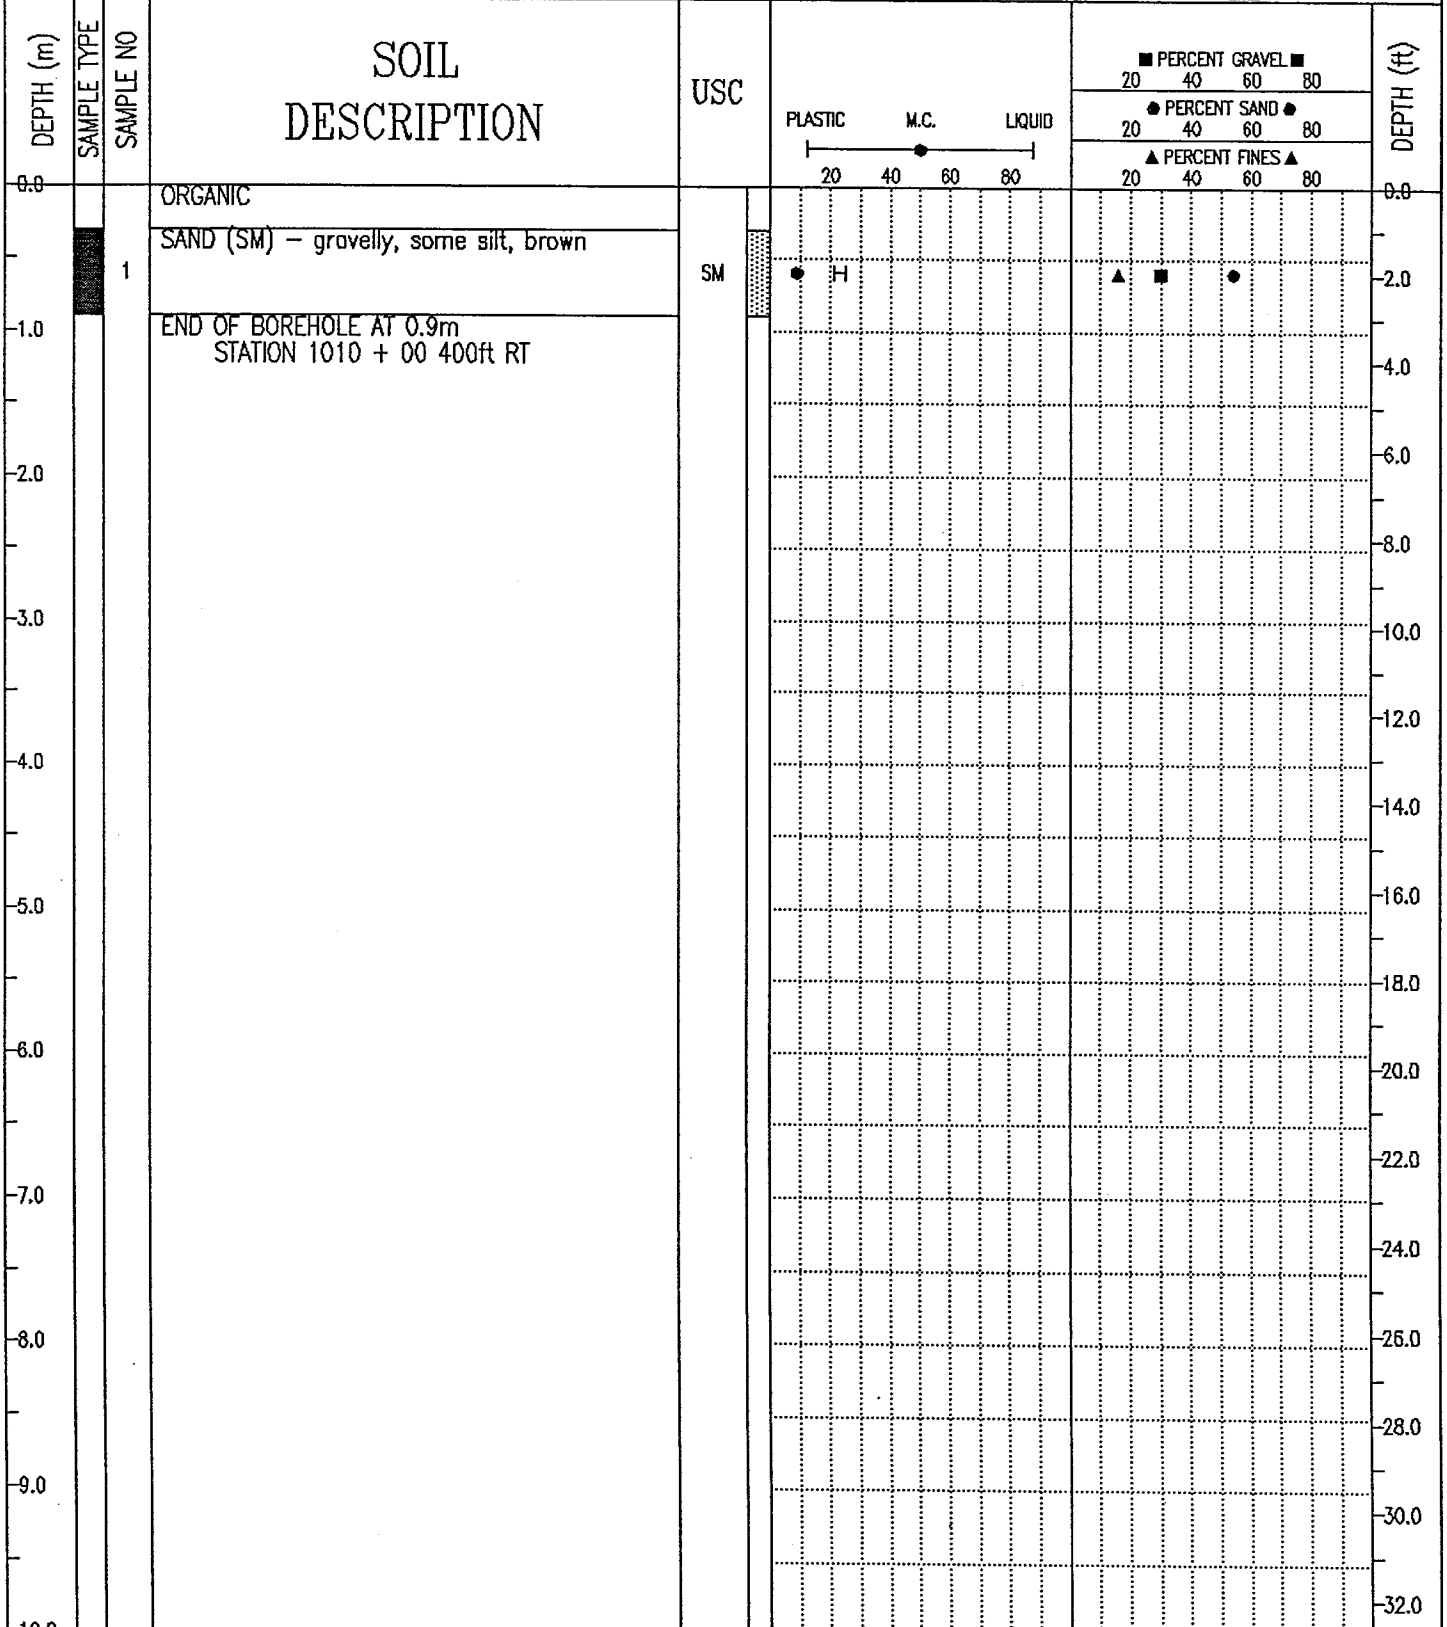 DEPTH (m)
SAMPLE TYPE
SAMPLE NO
SOIL
DESCRIPTION
USC
PLASTIC M.C. LIQUID
20 40 60 80
■ PERCENT GRAVEL ■
20 40 60 80
● PERCENT SAND ●
20 40 60 80
▲ PERCENT FINES ▲
20 40 60 80
DEPTH (ft)
0.0
ORGANIC
0.0
SAND (SM) – gravelly, some silt, brown
1
SM
2.0
1.0
END OF BOREHOLE AT 0.9m
STATION 1010 + 00 400ft RT
4.0
6.0
2.0
8.0
3.0
10.0
12.0
4.0
14.0
5.0
16.0
18.0
6.0
20.0
22.0
7.0
24.0
8.0
26.0
28.0
9.0
30.0
32.0